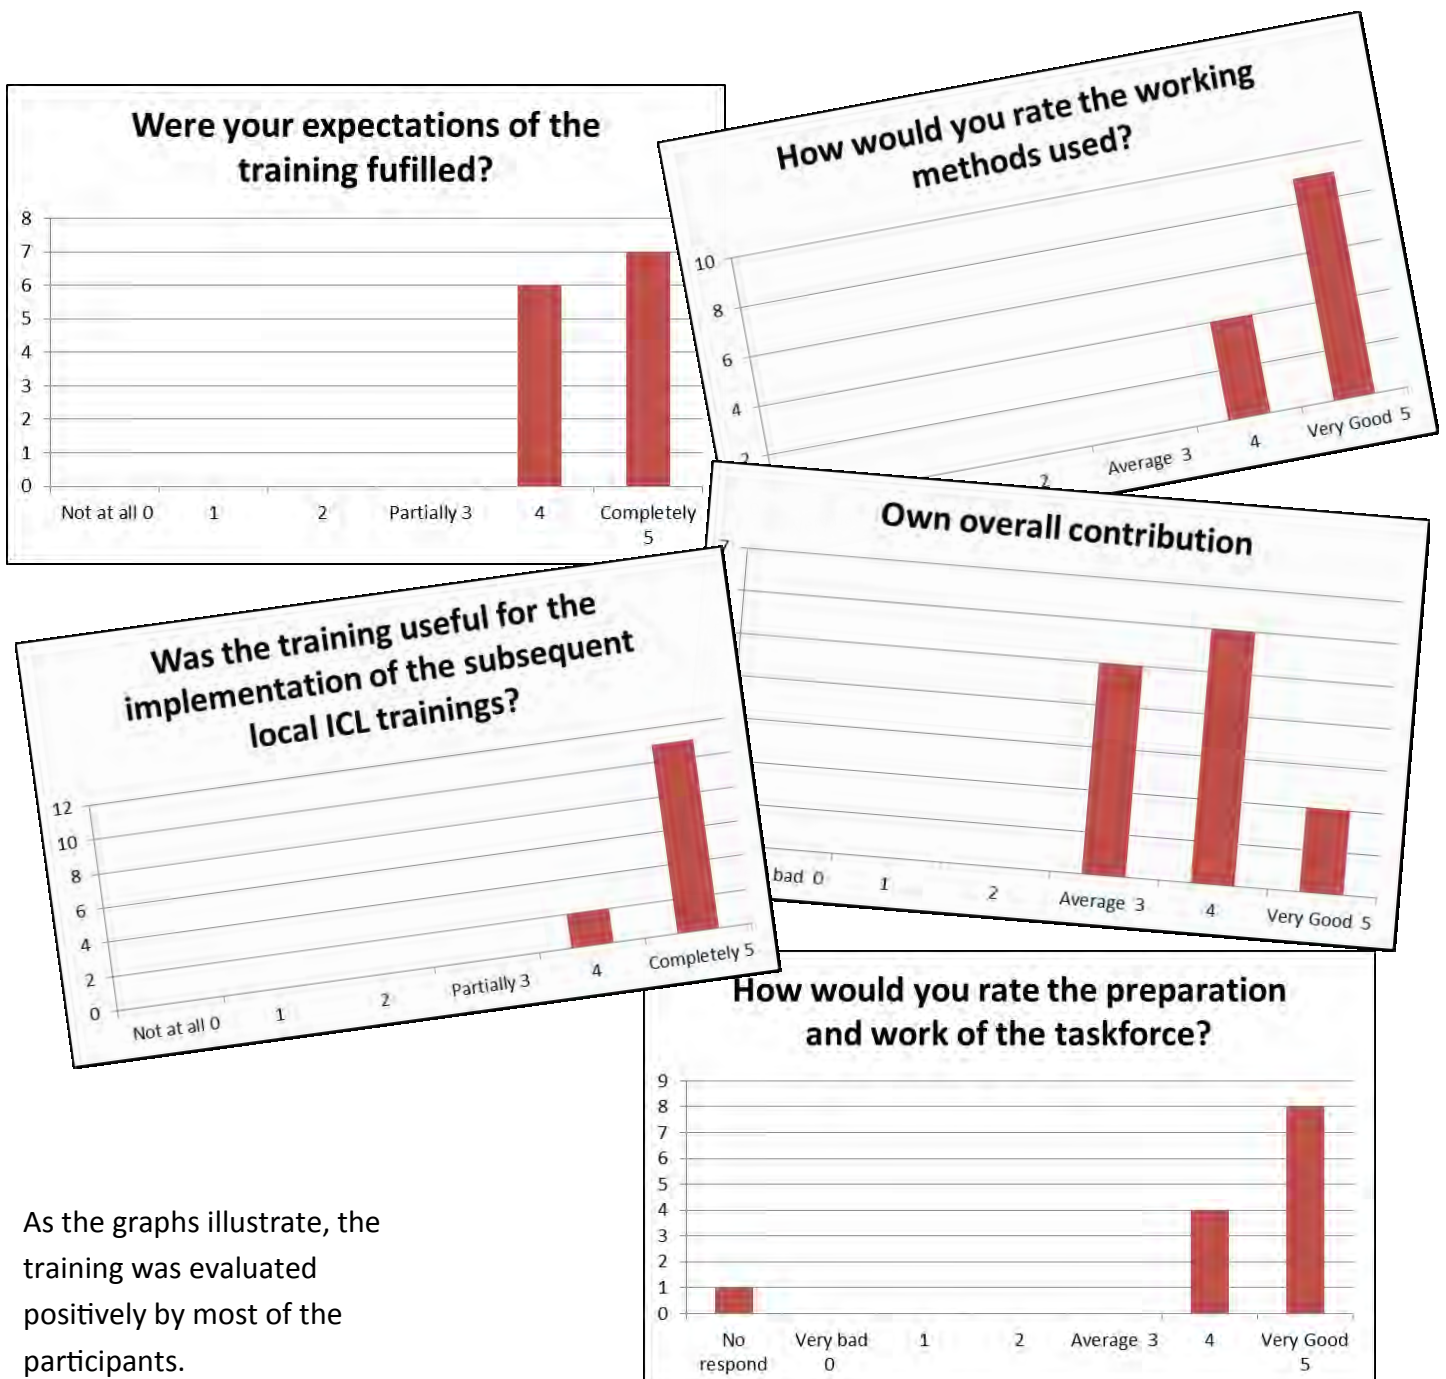 Were your expectations of the
training fufilled?
8
7
6
5
4
3
2
1
0
Not at all 0 1 2 Partially 3 4 Completely
5
How would you rate the working
methods used?
10
8
6
4
2
2 Average 3 4 Very Good 5
Own overall contribution
7
bad 0 1 2 Average 3 4 Very Good 5
Was the training useful for the
implementation of the subsequent
local ICL trainings?
12
10
8
6
4
2
0
Not at all 0 1 2 Partially 3 4 Completely 5
How would you rate the preparation
and work of the taskforce?
9
8
7
6
5
4
3
2
1
0
No Very bad 1 2 Average 3 4 Very Good
respond 0 5
As the graphs illustrate, the
training was evaluated
positively by most of the
participants.